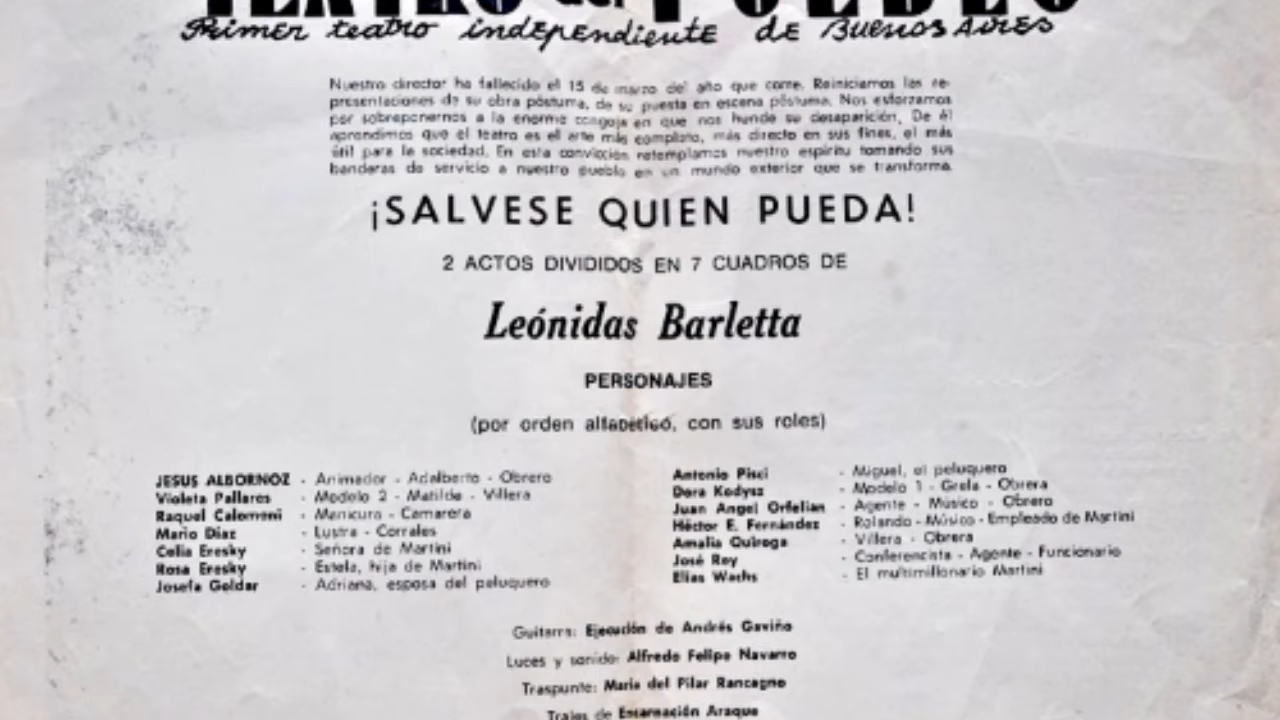 TEATRO del PUEBLO
Primer teatro independiente de Buenos Aires
Nuestro director ha fallecido el 15 de marzo del año que corre. Reiniciamos las re-
presentaciones de su obra póstuma, de su puesta en escena póstuma. Nos esforzamos
por sobreponernos a la enorme congoja en que nos hunde su desaparición. De él
aprendimos que el teatro es el arte más completo, más directo en sus fines, el más
útil para la sociedad. En esta convicción retemplamos nuestro espíritu tomando sus
banderas de servicio a nuestro pueblo en un mundo exterior que se transforma.
¡SALVESE QUIEN PUEDA!
2 ACTOS DIVIDIDOS EN 7 CUADROS DE
Leónidas Barletta
PERSONAJES
(por orden alfabético, con sus roles)
JESUS ALBORNOZ - Animador - Adalberto - Obrero
Violeta Pallares - Modelo 2 - Matilde - Villera
Raquel Calomeni - Manicura - Camarera
Mario Diaz - Lustra - Corrales
Celia Eresky - Señora de Martini
Rosa Eresky - Estela, hija de Martini
Josefa Goldar - Adriana, esposa del peluquero
Antonio Pisci - Miguel, el peluquero
Dora Kodysz - Modelo 1 - Grela - Obrera
Juan Angel Orfelian - Agente - Músico - Obrero
Héctor E. Fernández - Rolando - Músico - Empleado de Martini
Amalia Quiroga - Villera - Obrera
José Rey - Conferencista - Agente - Funcionario
Elías Wachs - El multimillonario Martini
Guitarra: Ejecución de Andrés Gaviño
Luces y sonido: Alfredo Felipe Navarro
Traspunte: María del Pilar Rancagno
Trajes de Encarnación Araque